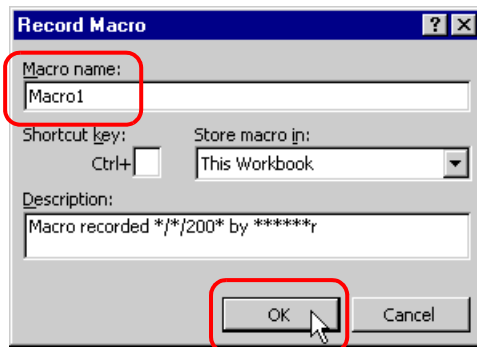 Record Macro
Macro name:
Macro1
Shortcut key: Store macro in:
Ctrl+ This Workbook
Description:
Macro recorded */*/200* by ******r
OK Cancel